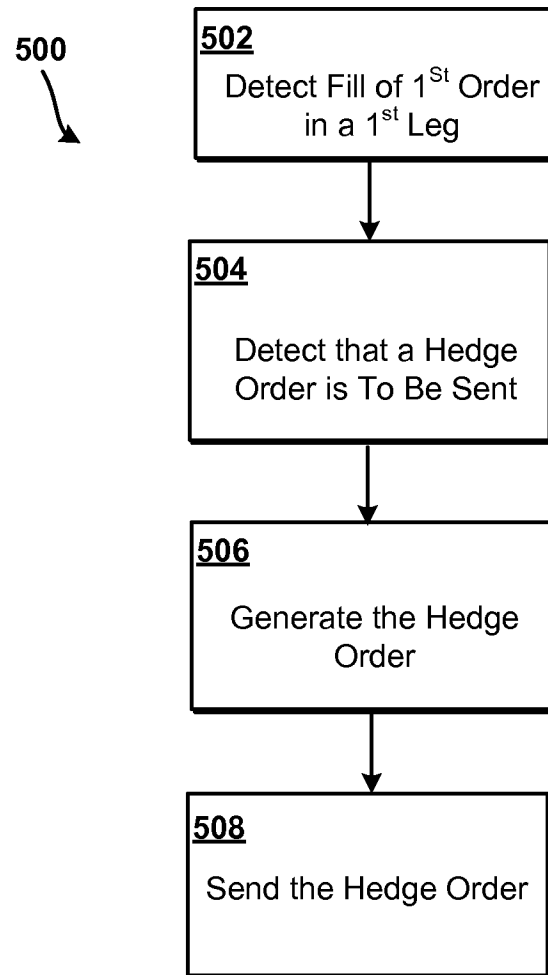 500
502
Detect Fill of 1St Order
in a 1st Leg
504
Detect that a Hedge
Order is To Be Sent
506
Generate the Hedge
Order
508
Send the Hedge Order